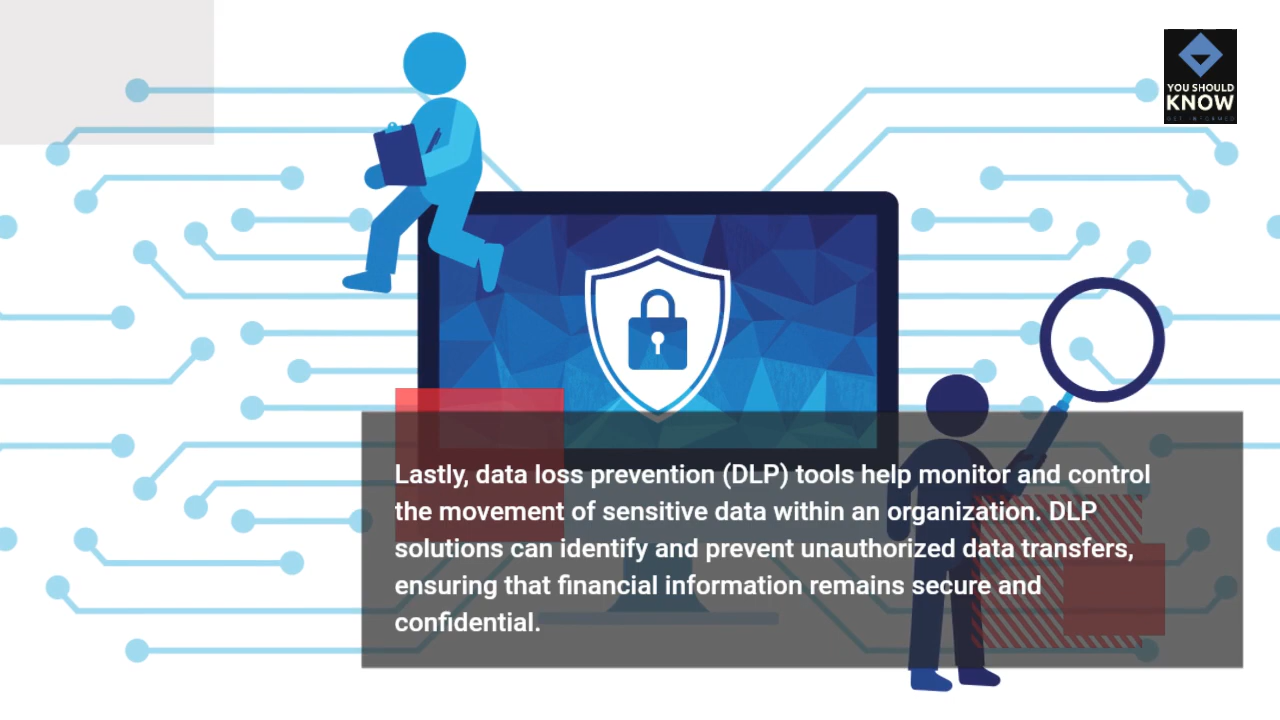 YOU SHOULD
KNOW
GET INFORMED
Lastly, data loss prevention (DLP) tools help monitor and control
the movement of sensitive data within an organization. DLP
solutions can identify and prevent unauthorized data transfers,
ensuring that financial information remains secure and
confidential.